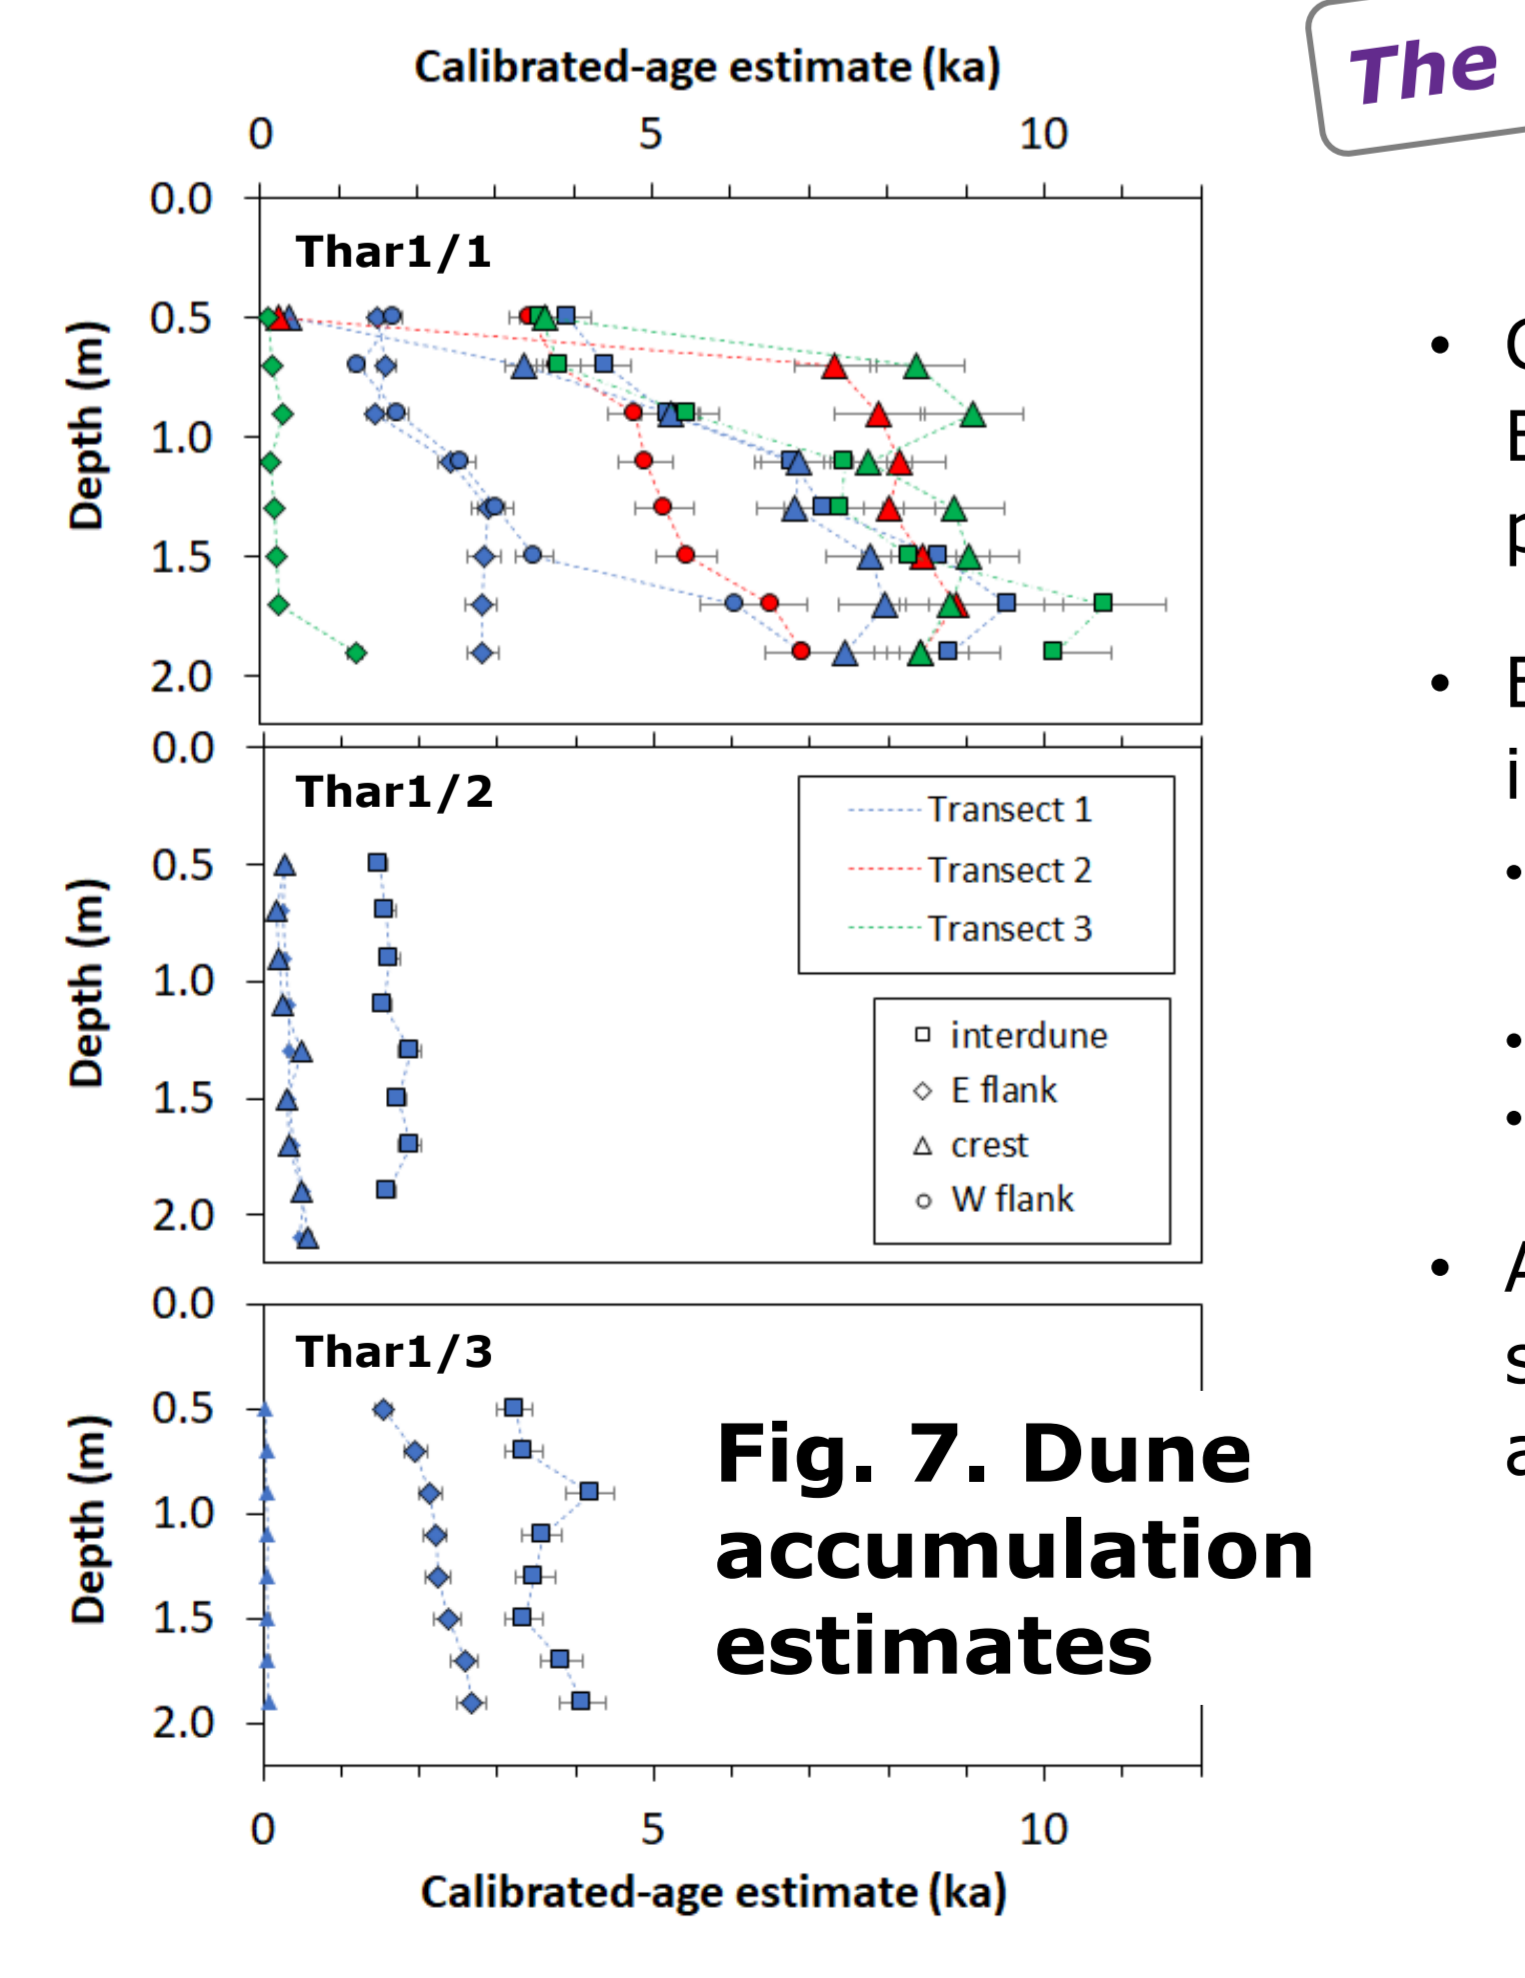 Calibrated-age estimate (ka)
0 5 10
The
Depth (m)
0.0
0.5
1.0
1.5
2.0
Thar1/1
Depth (m)
0.0
0.5
1.0
1.5
2.0
Thar1/2
Transect 1
Transect 2
Transect 3
interdune
E flank
crest
W flank
Depth (m)
0.0
0.5
1.0
1.5
2.0
Thar1/3
Fig. 7. Dune
accumulation
estimates
0 5 10
Calibrated-age estimate (ka)